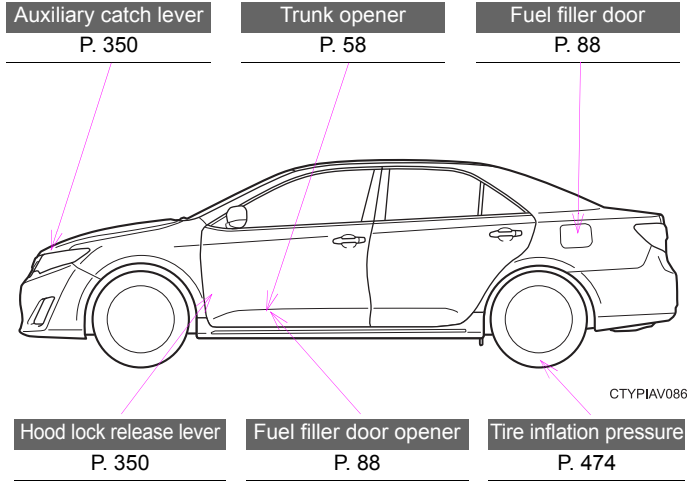 Auxiliary catch lever
P. 350
Trunk opener
P. 58
Fuel filler door
P. 88
CTYPIAV086
Hood lock release lever
P. 350
Fuel filler door opener
P. 88
Tire inflation pressure
P. 474